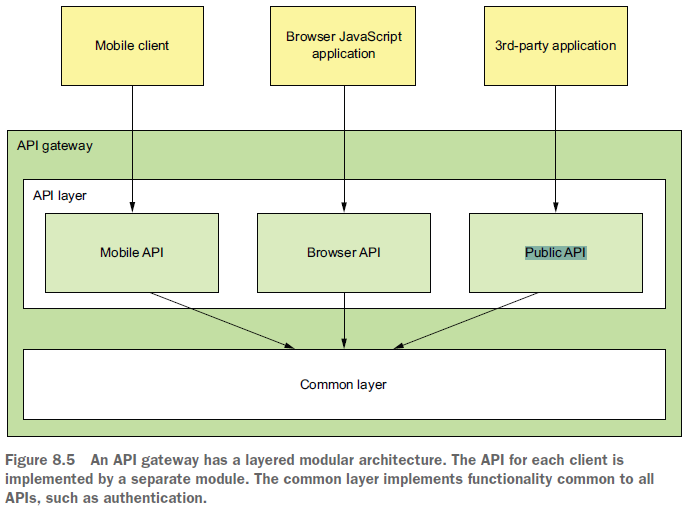 Mobile client
Browser JavaScript
application
3rd-party application
API gateway
API layer
Mobile API
Browser API
Public API
Common layer
Figure 8.5 An API gateway has a layered modular architecture. The API for each client is
implemented by a separate module. The common layer implements functionality common to all
APIs, such as authentication.